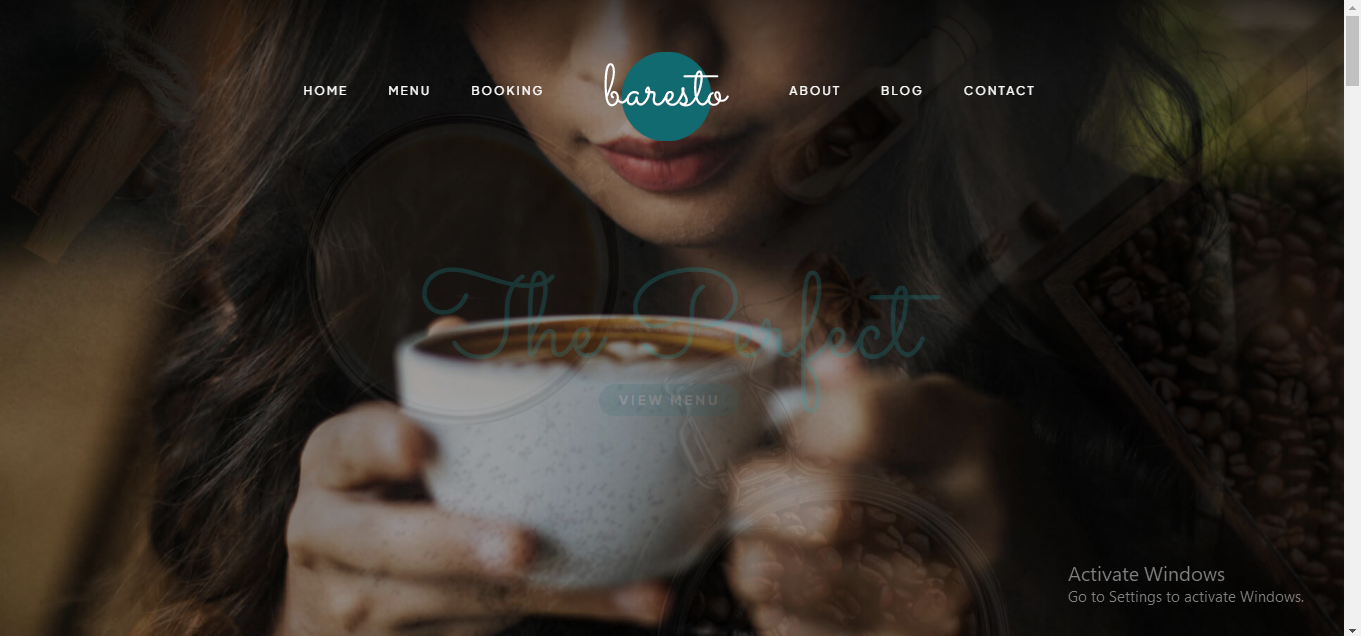 HOME MENU BOOKING baresto ABOUT BLOG CONTACT
The Perfect
VIEW MENU
Activate Windows
Go to Settings to activate Windows.